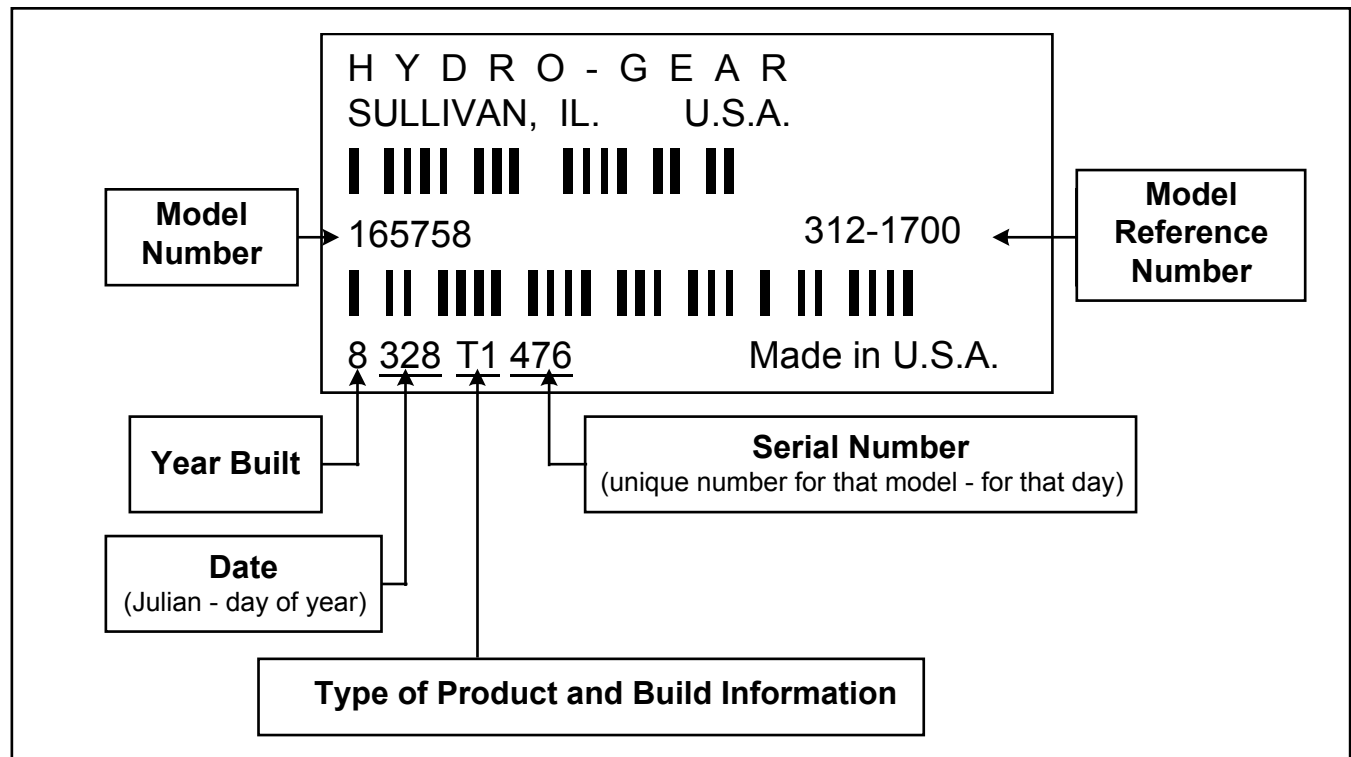 H Y D R O - G E A R
SULLIVAN, IL. U.S.A.
Model
Number
165758
312-1700
Model
Reference
Number
8 328 T1 476
Made in U.S.A.
Year Built
Serial Number
(unique number for that model - for that day)
Date
(Julian - day of year)
Type of Product and Build Information